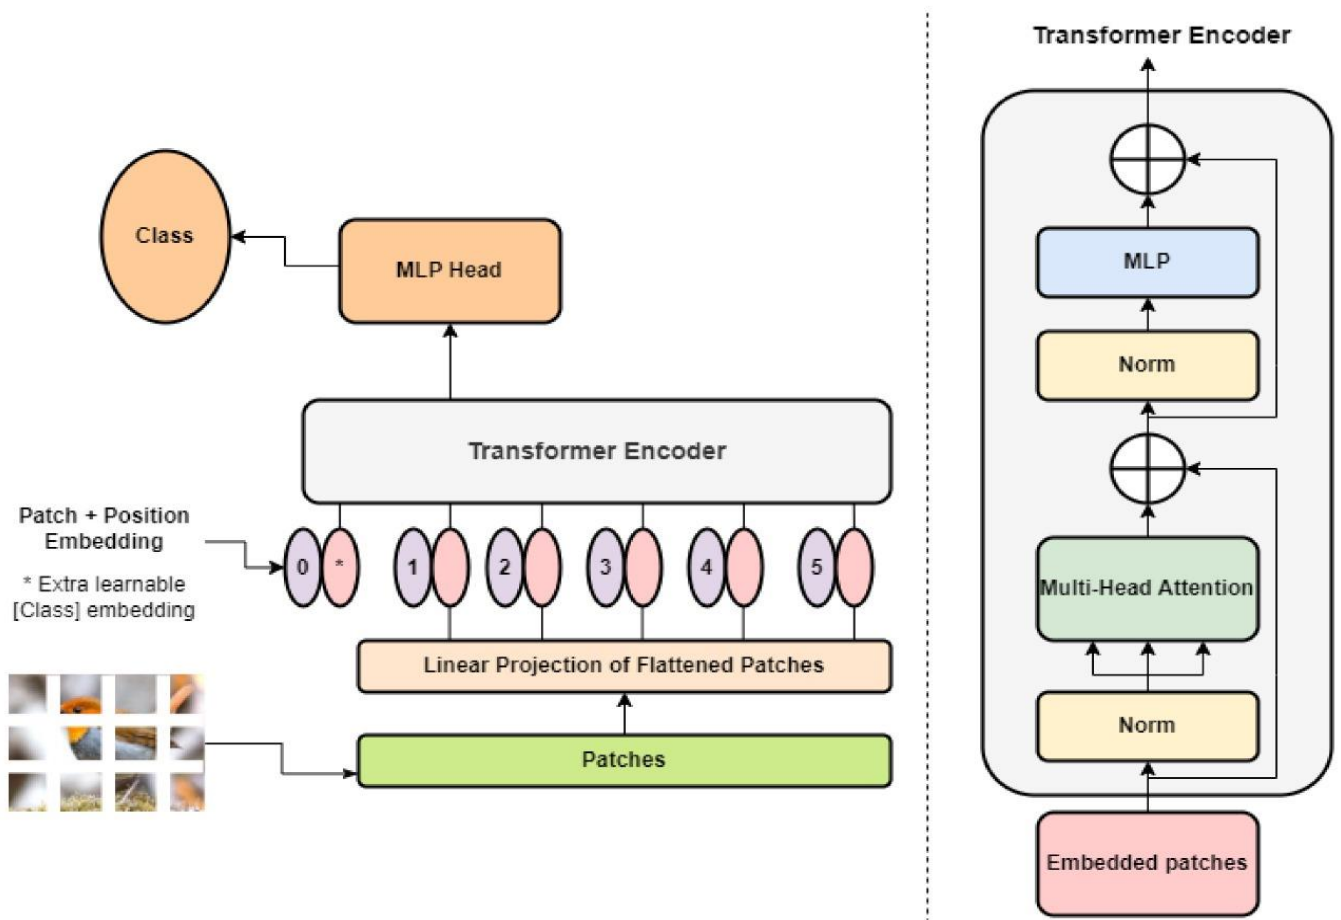 Transformer Encoder
Class
MLP Head
Transformer Encoder
Patch + Position
Embedding
* Extra learnable
[Class] embedding
0 * 1 2 3 4 5
Linear Projection of Flattened Patches
Patches
MLP
Norm
Multi-Head Attention
Norm
Embedded patches